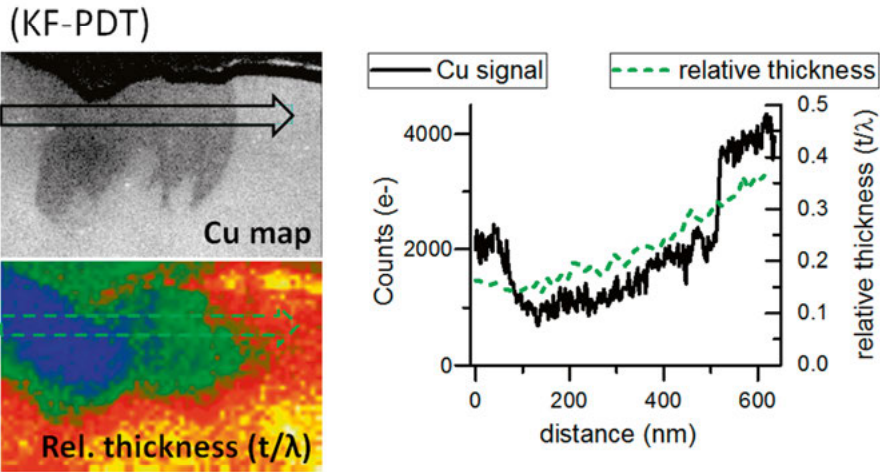 (KF-PDT)
Cu map
Rel. thickness (t/λ)
Cu signal
relative thickness
4000
2000
0
Counts (e-)
0.5
0.4
0.3
0.2
0.1
0.0
relative thickness (t/λ)
0 200 400 600
distance (nm)